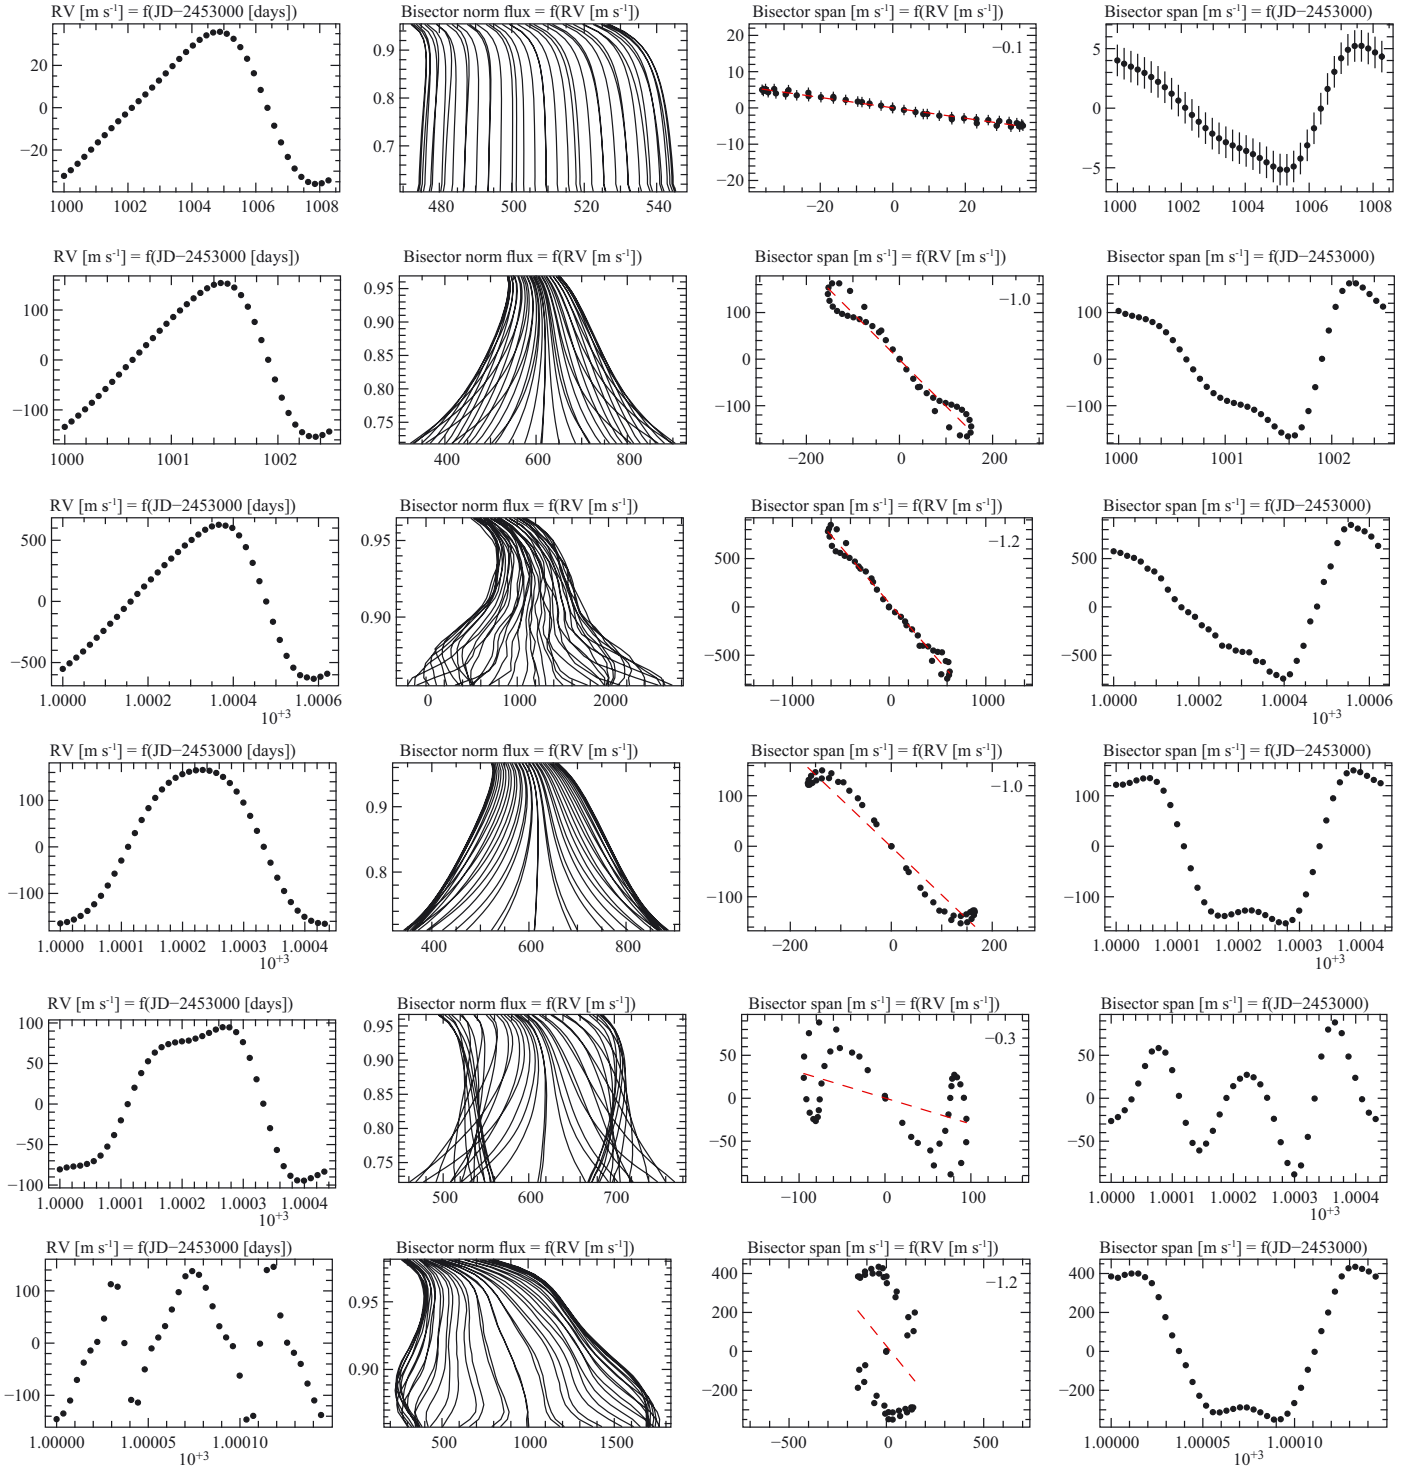 RV [m s-1] = f(JD−2453000 [days])
Bisector norm flux = f(RV [m s-1])
Bisector span [m s-1] = f(RV [m s-1])
Bisector span [m s-1] = f(JD−2453000)
20
0
−20
1000 1002 1004 1006 1008
0.9
0.8
0.7
480 500 520 540
−0.1
20
10
0
−10
−20
−20 0 20
5
0
−5
1000 1002 1004 1006 1008
RV [m s-1] = f(JD−2453000 [days])
Bisector norm flux = f(RV [m s-1])
Bisector span [m s-1] = f(RV [m s-1])
Bisector span [m s-1] = f(JD−2453000)
100
0
−100
1000 1001 1002
0.95
0.90
0.85
0.80
0.75
400 600 800
−1.0
100
0
−100
−200 0 200
100
0
−100
1000 1001 1002
RV [m s-1] = f(JD−2453000 [days])
Bisector norm flux = f(RV [m s-1])
Bisector span [m s-1] = f(RV [m s-1])
Bisector span [m s-1] = f(JD−2453000)
500
0
−500
1.0000 1.0002 1.0004 1.0006
10+3
0.95
0.90
0 1000 2000
−1.2
500
0
−500
−1000 0 1000
500
0
−500
1.0000 1.0002 1.0004 1.0006
10+3
RV [m s-1] = f(JD−2453000 [days])
Bisector norm flux = f(RV [m s-1])
Bisector span [m s-1] = f(RV [m s-1])
Bisector span [m s-1] = f(JD−2453000)
100
0
−100
1.0000 1.0001 1.0002 1.0003 1.0004
10+3
0.9
0.8
400 600 800
−1.0
100
0
−100
−200 0 200
100
0
−100
1.0000 1.0001 1.0002 1.0003 1.0004
10+3
RV [m s-1] = f(JD−2453000 [days])
Bisector norm flux = f(RV [m s-1])
Bisector span [m s-1] = f(RV [m s-1])
Bisector span [m s-1] = f(JD−2453000)
100
50
0
−50
−100
1.0000 1.0001 1.0002 1.0003 1.0004
10+3
0.95
0.90
0.85
0.80
0.75
500 600 700
−0.3
50
0
−50
−100 0 100
50
0
−50
1.0000 1.0001 1.0002 1.0003 1.0004
10+3
RV [m s-1] = f(JD−2453000 [days])
Bisector norm flux = f(RV [m s-1])
Bisector span [m s-1] = f(RV [m s-1])
Bisector span [m s-1] = f(JD−2453000)
100
0
−100
1.00000 1.00005 1.00010
10+3
0.95
0.90
500 1000 1500
−1.2
400
200
0
−200
−500 0 500
400
200
0
−200
1.00000 1.00005 1.00010
10+3